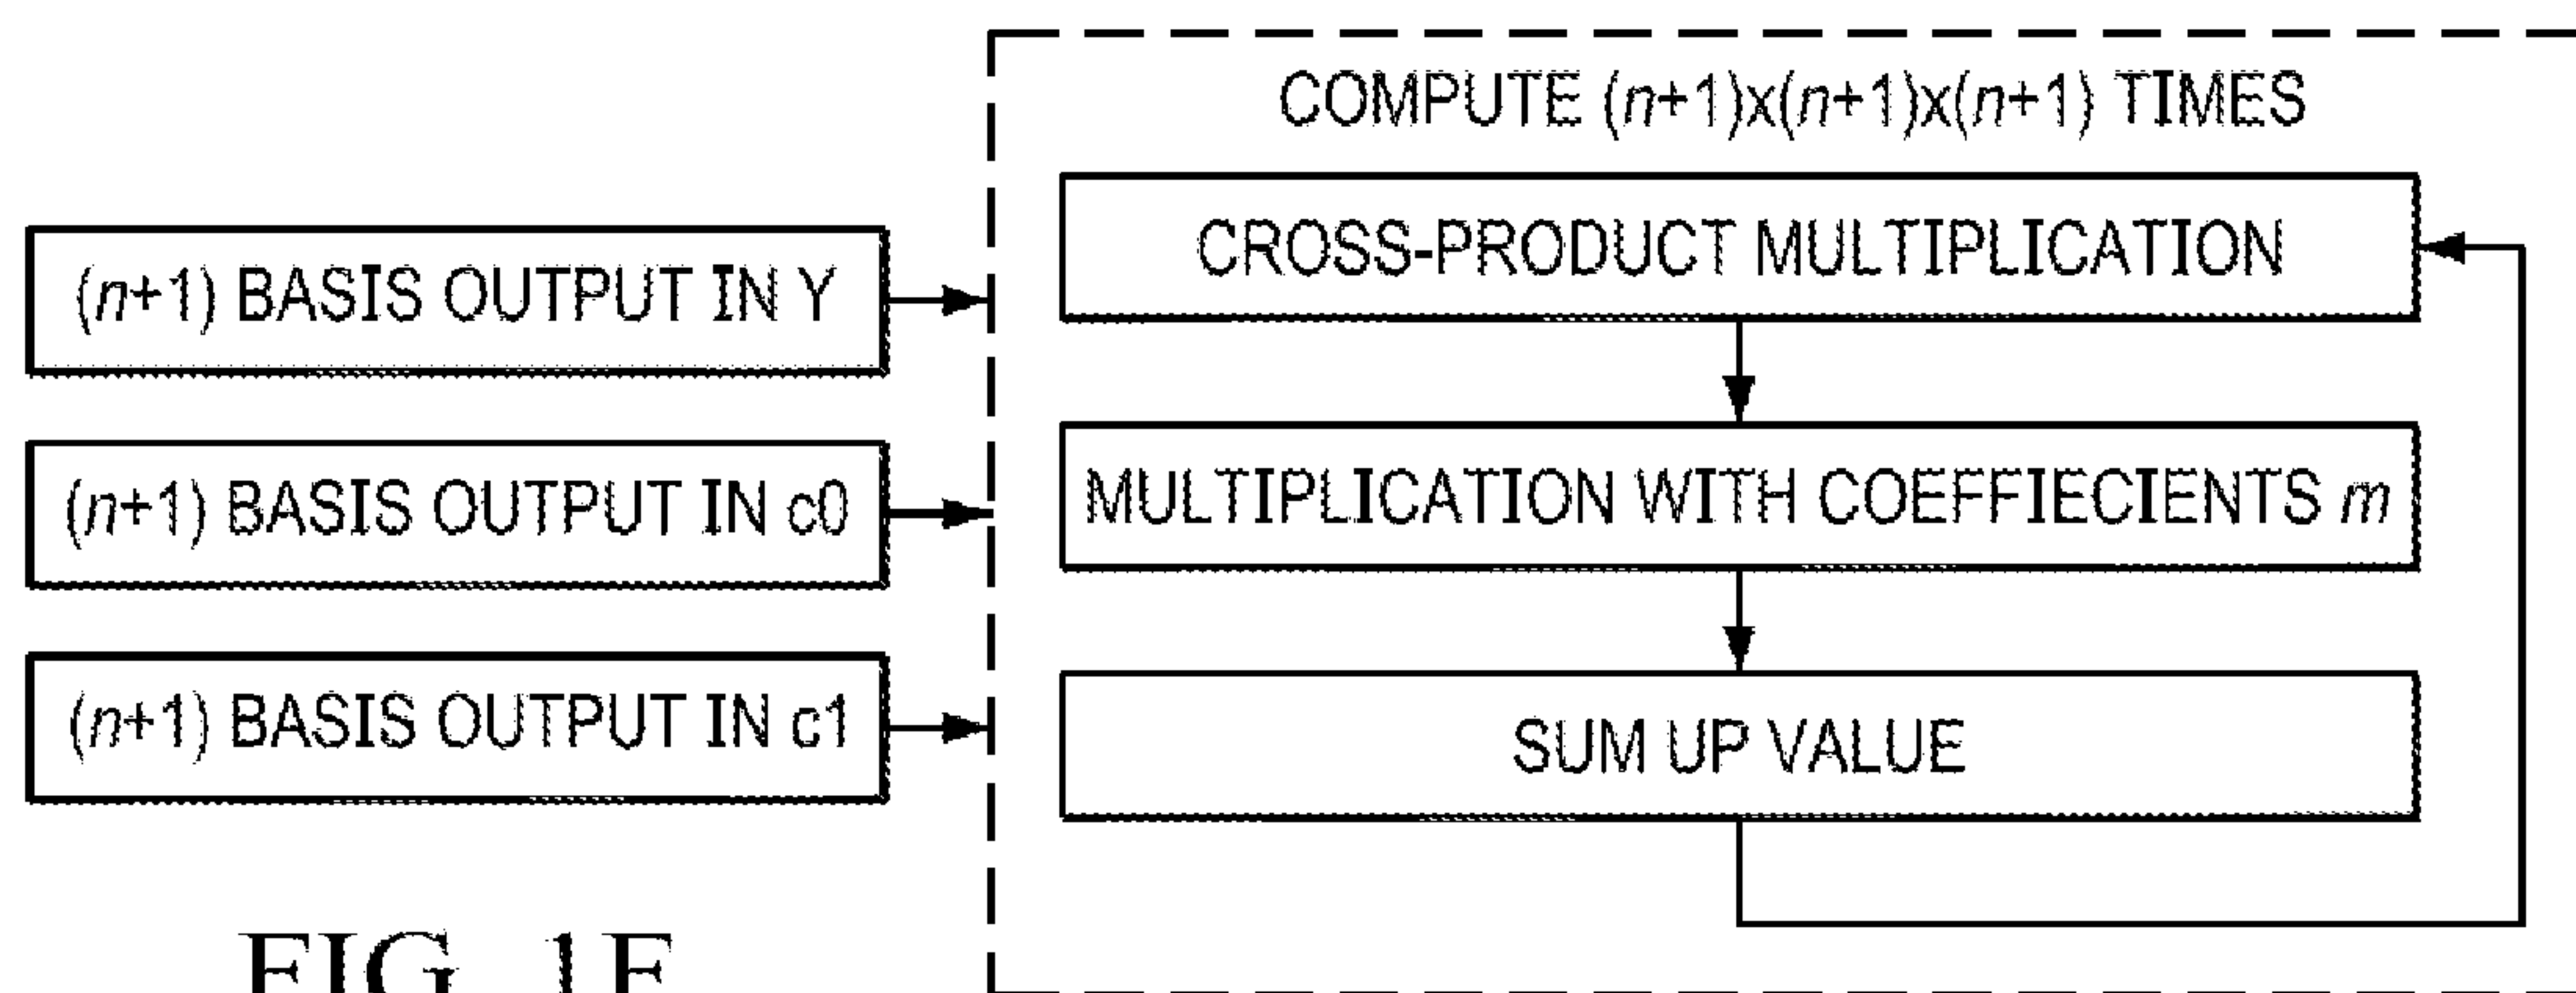 COMPUTE (n+1)x(n+1)x(n+1) TIMES
(n+1) BASIS OUTPUT IN Y
(n+1) BASIS OUTPUT IN c0
(n+1) BASIS OUTPUT IN c1
CROSS-PRODUCT MULTIPLICATION
MULTIPLICATION WITH COEFFIECIENTS m
SUM UP VALUE
FIG.